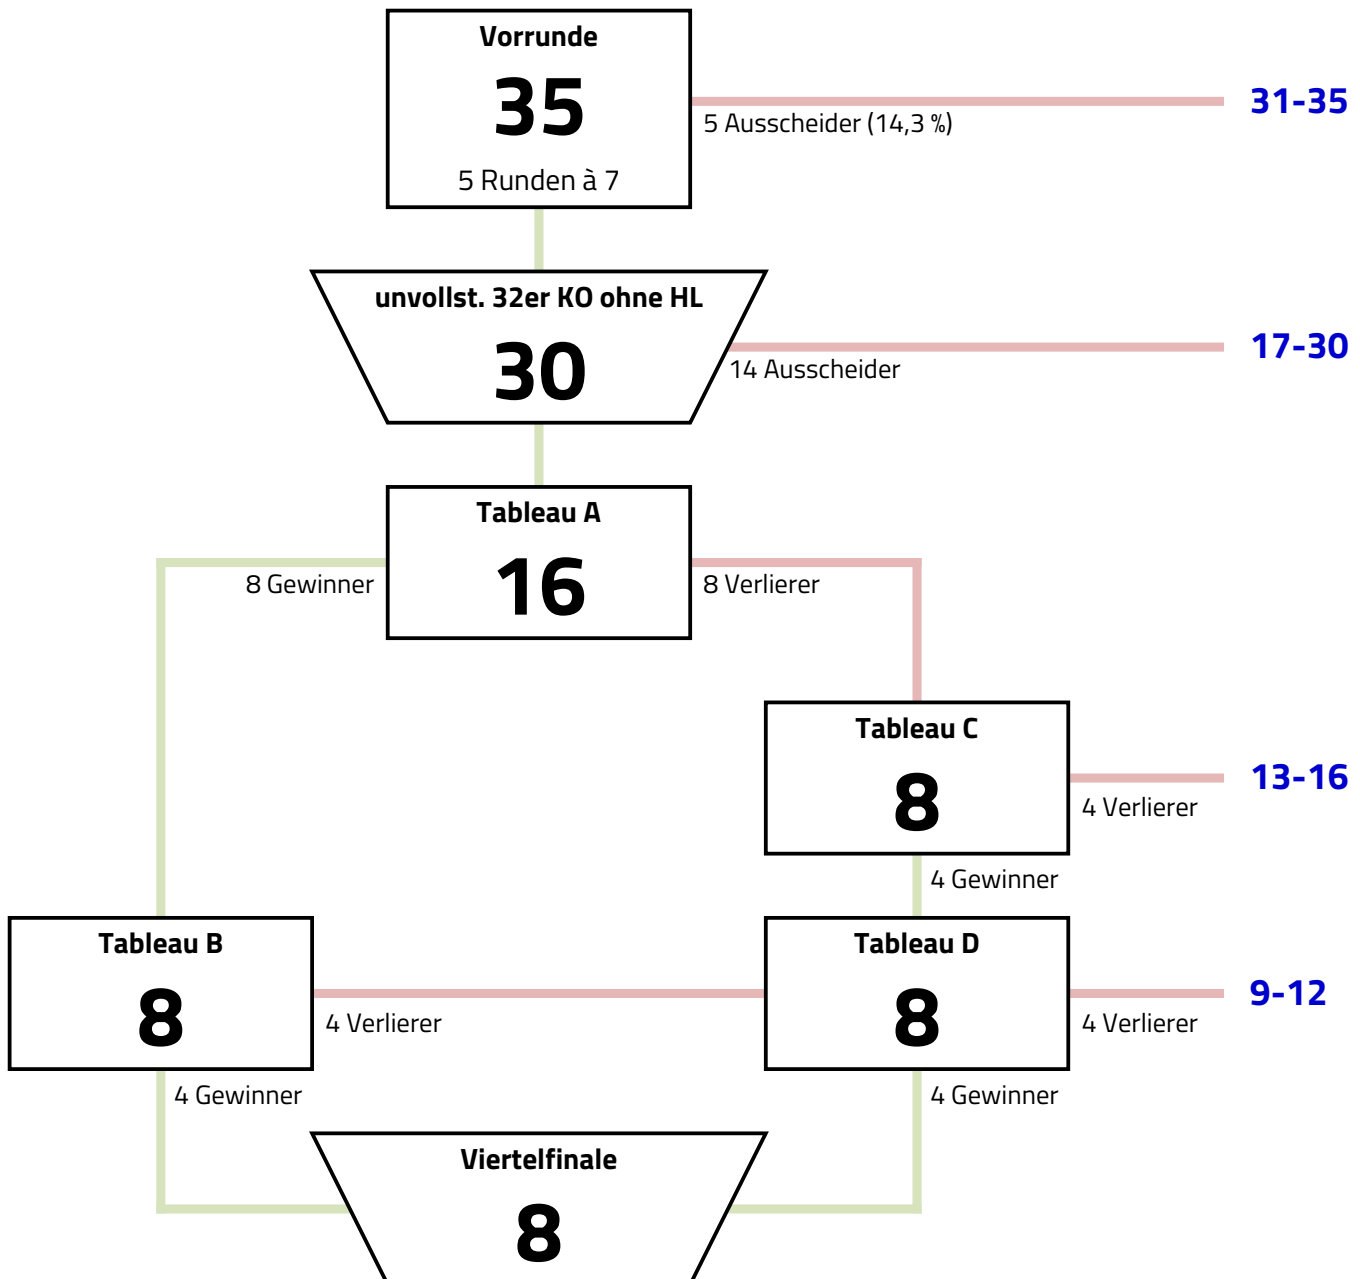 Vorrunde
35
5 Runden à 7
5 Ausscheider (14,3 %)
31-35
unvollst. 32er KO ohne HL
30
14 Ausscheider
17-30
Tableau A
16
8 Gewinner
8 Verlierer
Tableau C
8
4 Verlierer
13-16
4 Gewinner
Tableau B
8
4 Verlierer
4 Gewinner
Tableau D
8
4 Verlierer
9-12
4 Gewinner
Viertelfinale
8